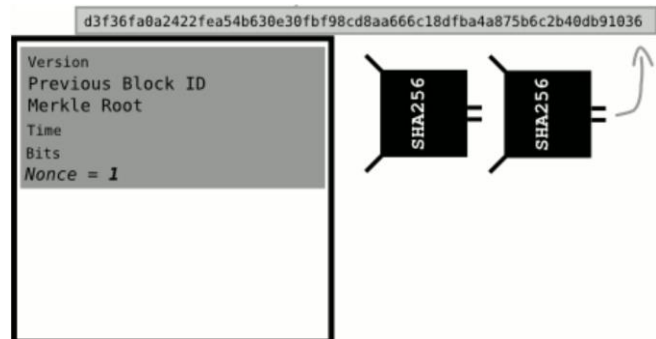 d3f36fa0a2422fea54b630e30fbf98cd8aa666c18dfba4a875b6c2b40db91036
Version
Previous Block ID
Merkle Root
Time
Bits
Nonce = 1
SHA256
SHA256